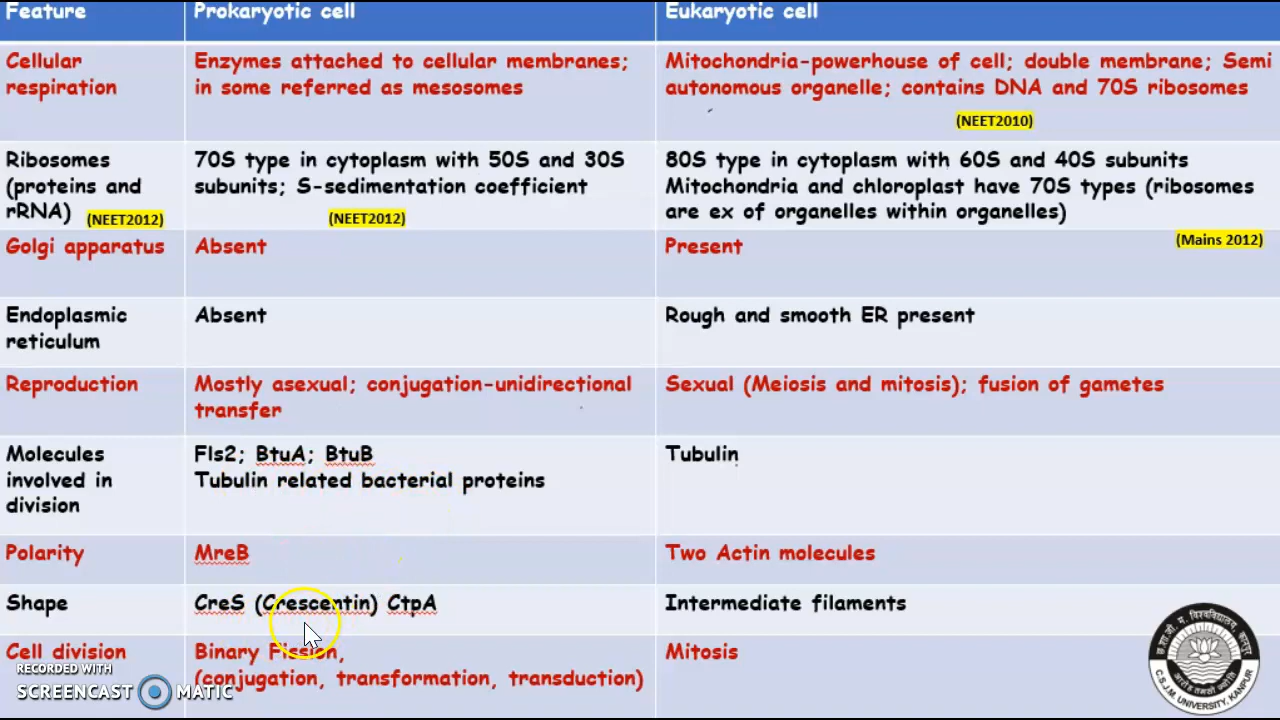 Feature Prokaryotic cell Eukaryotic cell
Cellular respiration
Enzymes attached to cellular membranes;
in some referred as mesosomes
Mitochondria-powerhouse of cell; double membrane; Semi
autonomous organelle; contains DNA and 70S ribosomes
(NEET2010)
Ribosomes
(proteins and
rRNA) (NEET2012)
70S type in cytoplasm with 50S and 30S
subunits; S-sedimentation coefficient
(NEET2012)
80S type in cytoplasm with 60S and 40S subunits
Mitochondria and chloroplast have 70S types (ribosomes
are ex of organelles within organelles)
(Mains 2012)
Golgi apparatus Absent Present
Endoplasmic
reticulum
Absent
Rough and smooth ER present
Reproduction
Mostly asexual; conjugation-unidirectional
transfer
Sexual (Meiosis and mitosis); fusion of gametes
Molecules
involved in
division
Fls2; BtuA; BtuB
Tubulin related bacterial proteins
Tubulin
Polarity MreB Two Actin molecules
Shape CreS (Crescentin) CtpA Intermediate filaments
Cell division
Binary Fission,
(conjugation, transformation, transduction)
Mitosis
RECORDED WITH
SCREENCAST MATIC
C.S.J.M. UNIVERSITY, KANPUR